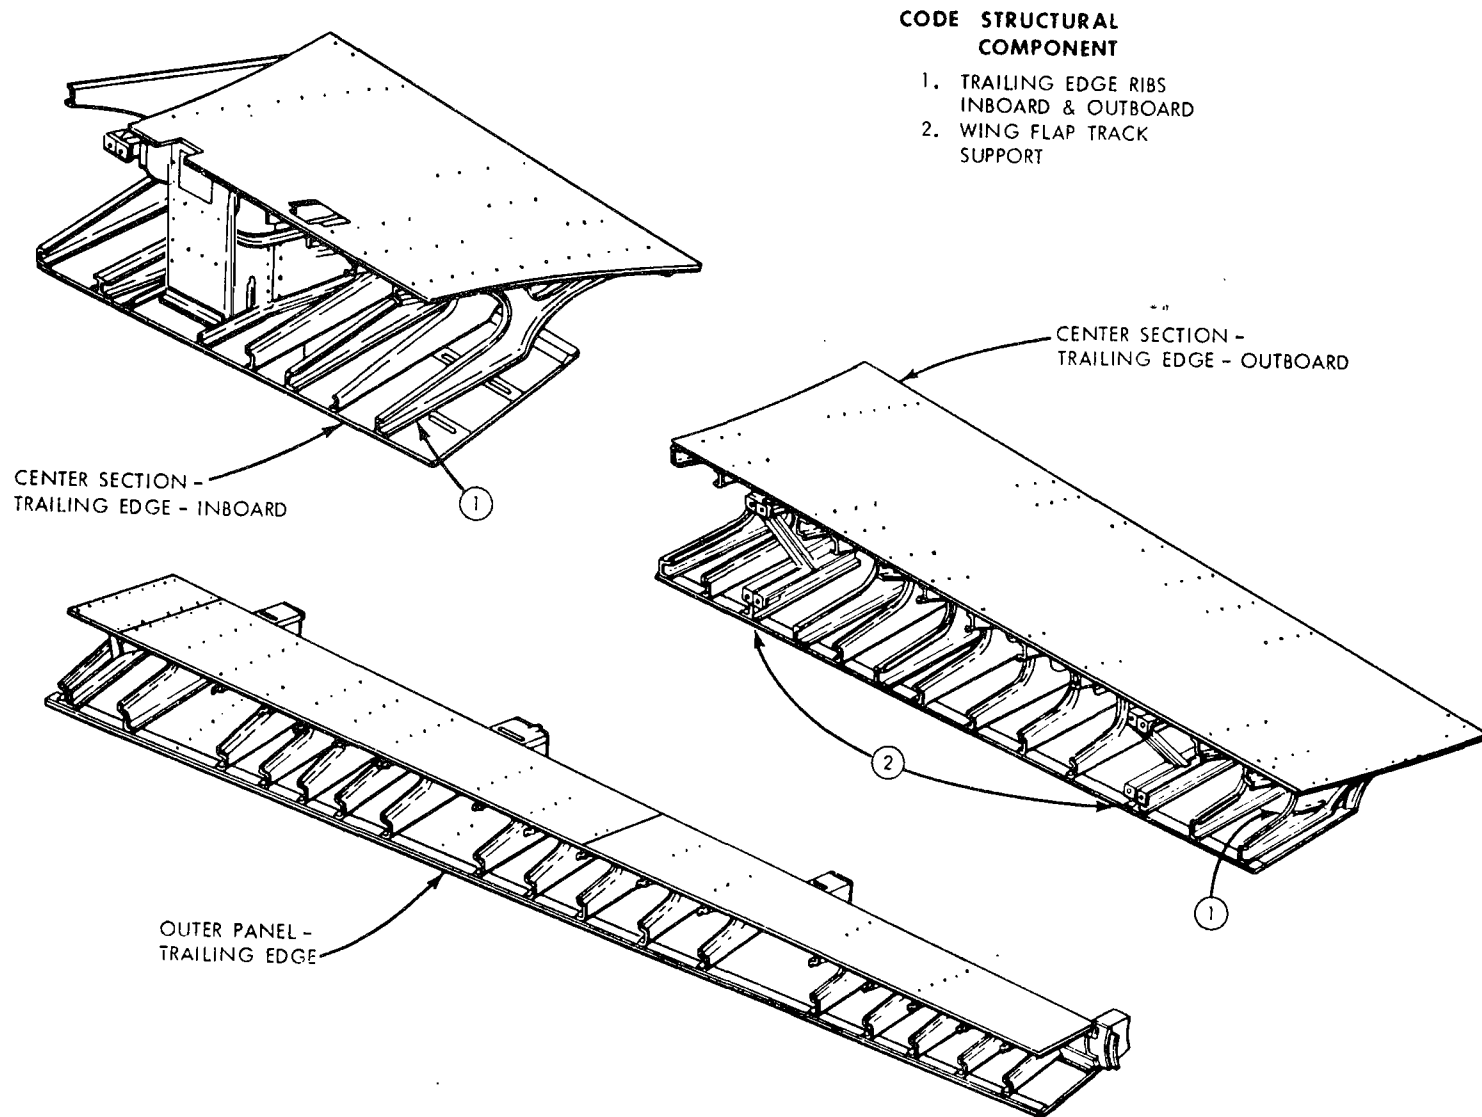 CODE STRUCTURAL
COMPONENT
1. TRAILING EDGE RIBS
INBOARD & OUTBOARD
2. WING FLAP TRACK
SUPPORT
CENTER SECTION -
TRAILING EDGE - OUTBOARD
CENTER SECTION -
TRAILING EDGE - INBOARD
1
2
1
OUTER PANEL -
TRAILING EDGE